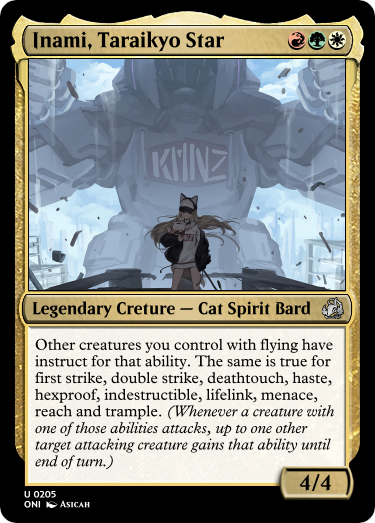 Inami, Taraikyo Star
KMNZ
Legendary Creture — Cat Spirit Bard
Other creatures you control with flying have
instruct for that ability. The same is true for
first strike, double strike, deathtouch, haste,
hexproof, indestructible, lifelink, menace,
reach and trample. (Whenever a creature with
one of those abilities attacks, up to one other
target attacking creature gains that ability until
end of turn.)
4/4
U 0205
ONI Asicah